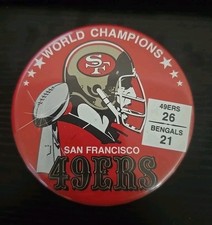 WORLD CHAMPIONS
SF
49ERS
26
BENGALS
21
SAN FRANCISCO
49ERS